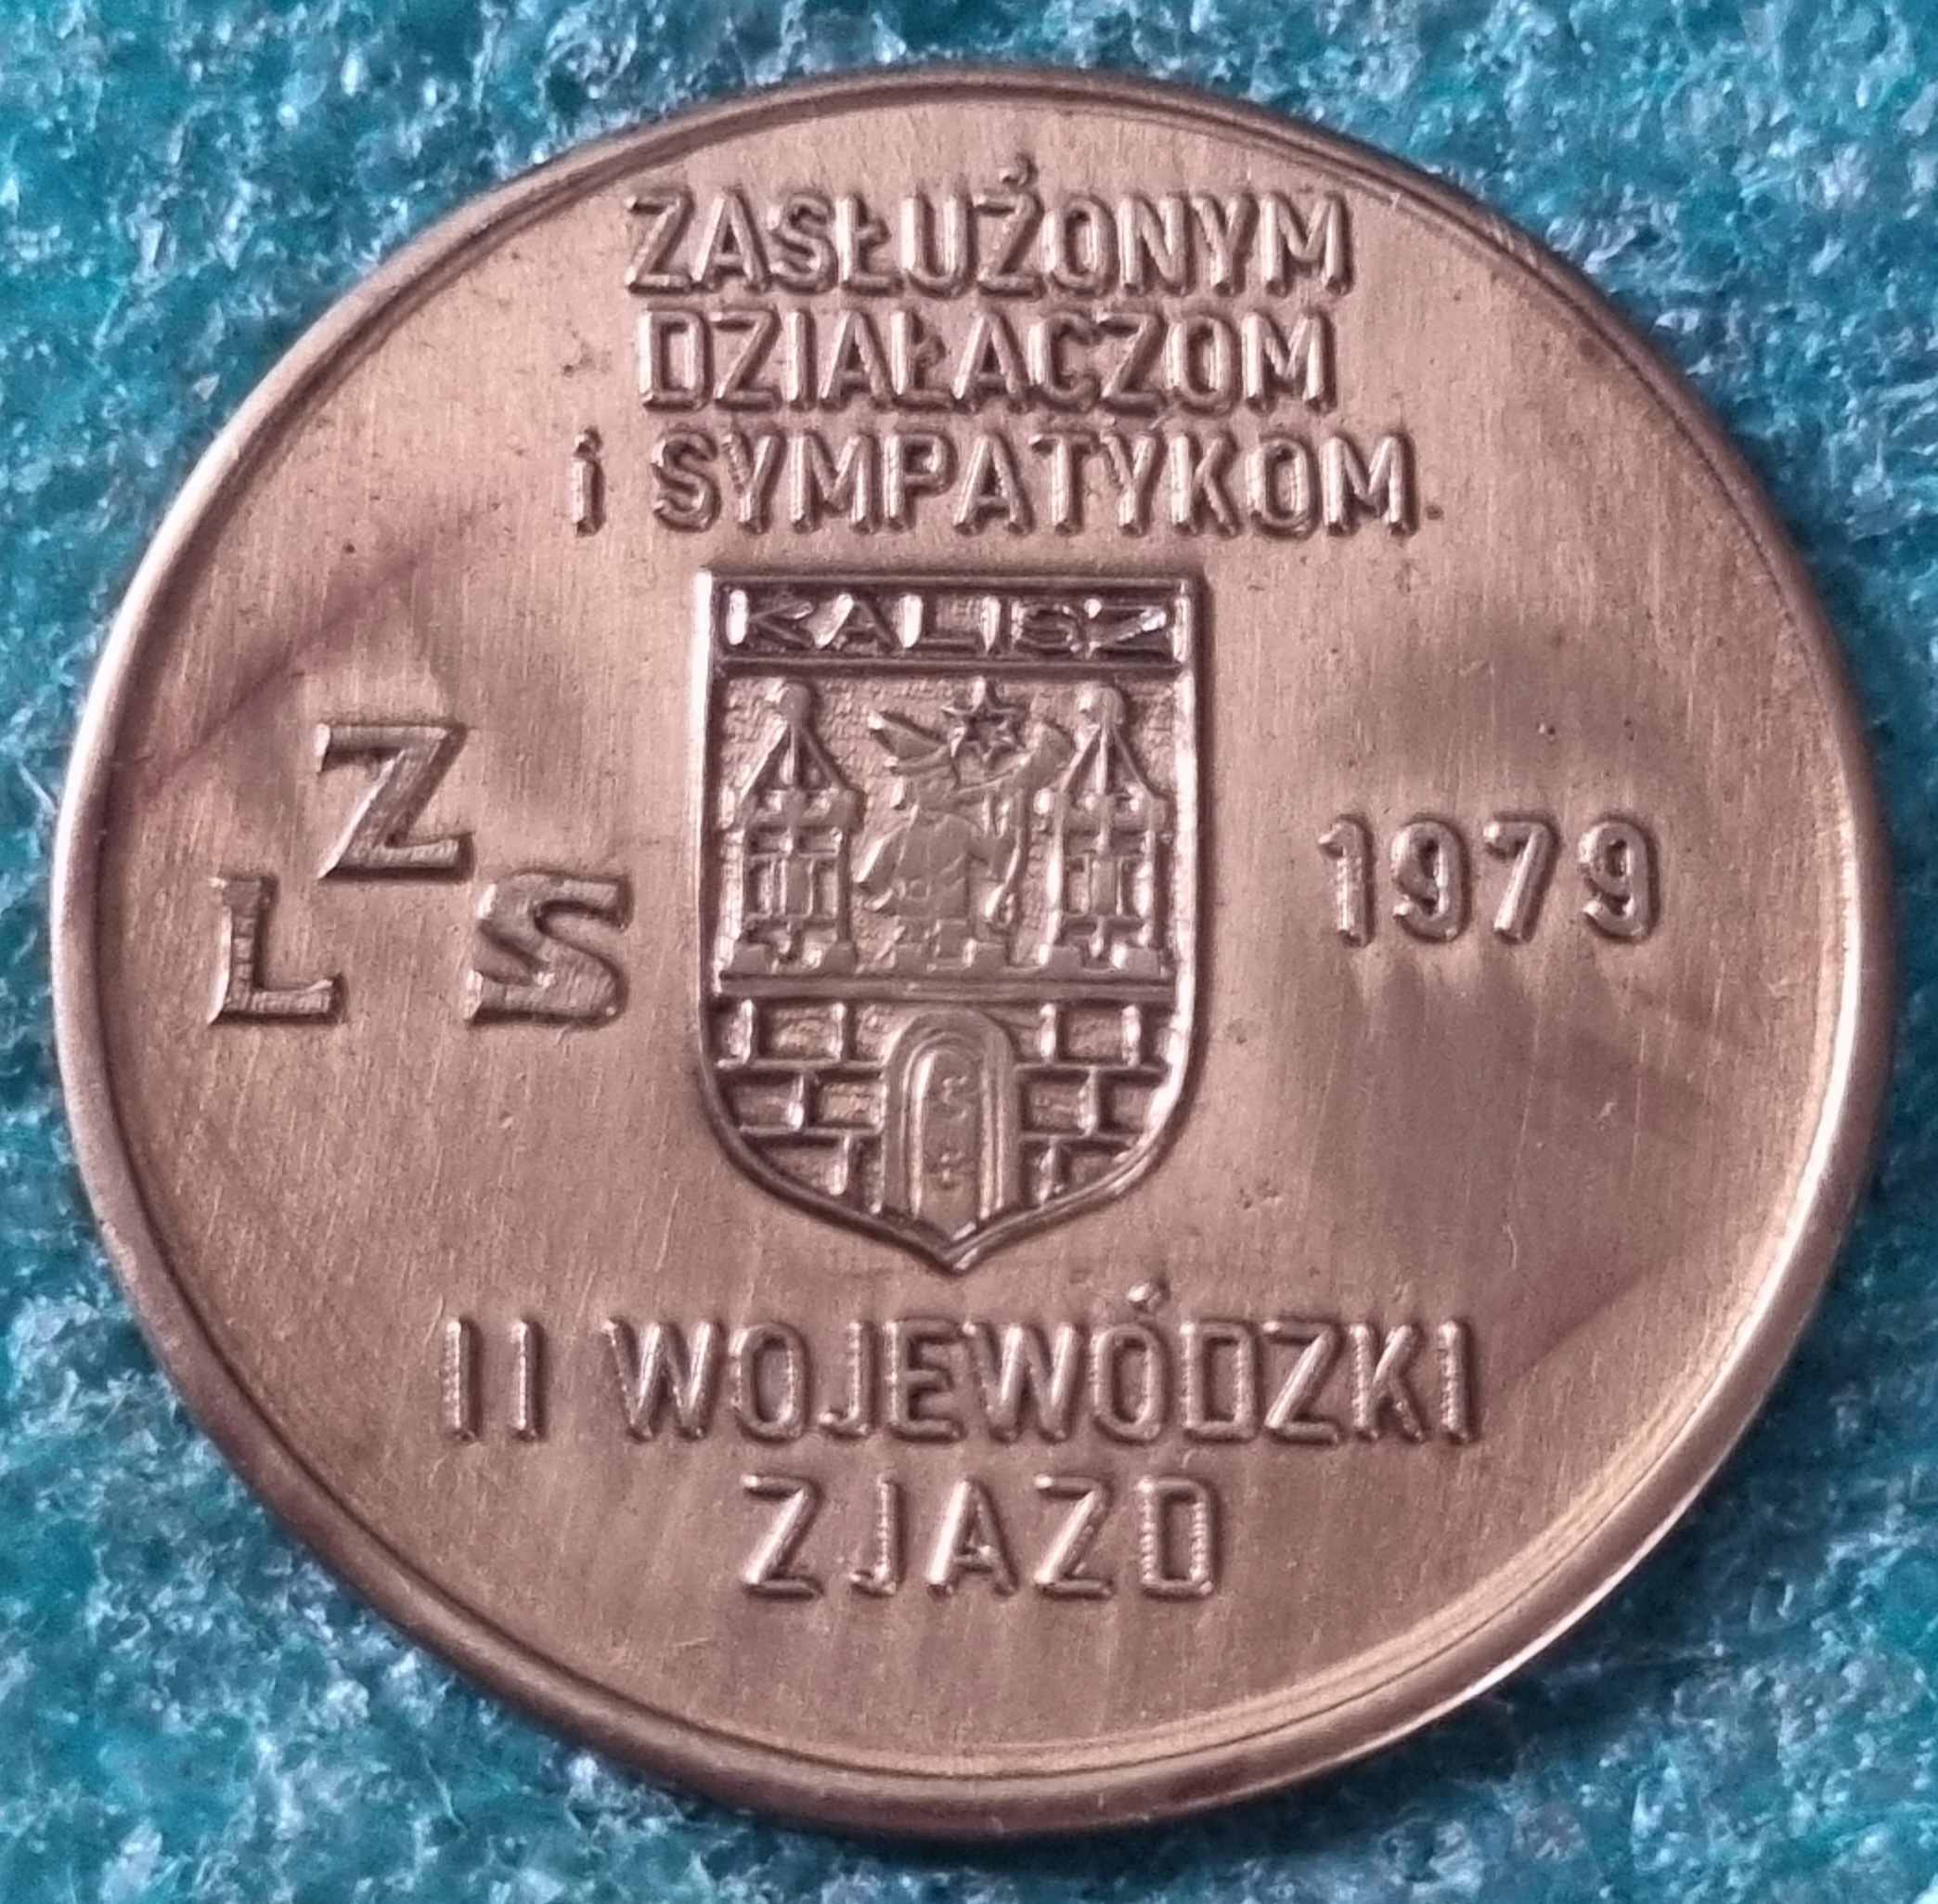 ZASŁUŻONYM
DZIAŁACZOM
i SYMPATYKOM
KALISZ
LZS
1979
II WOJEWÓDZKI
ZJAZD